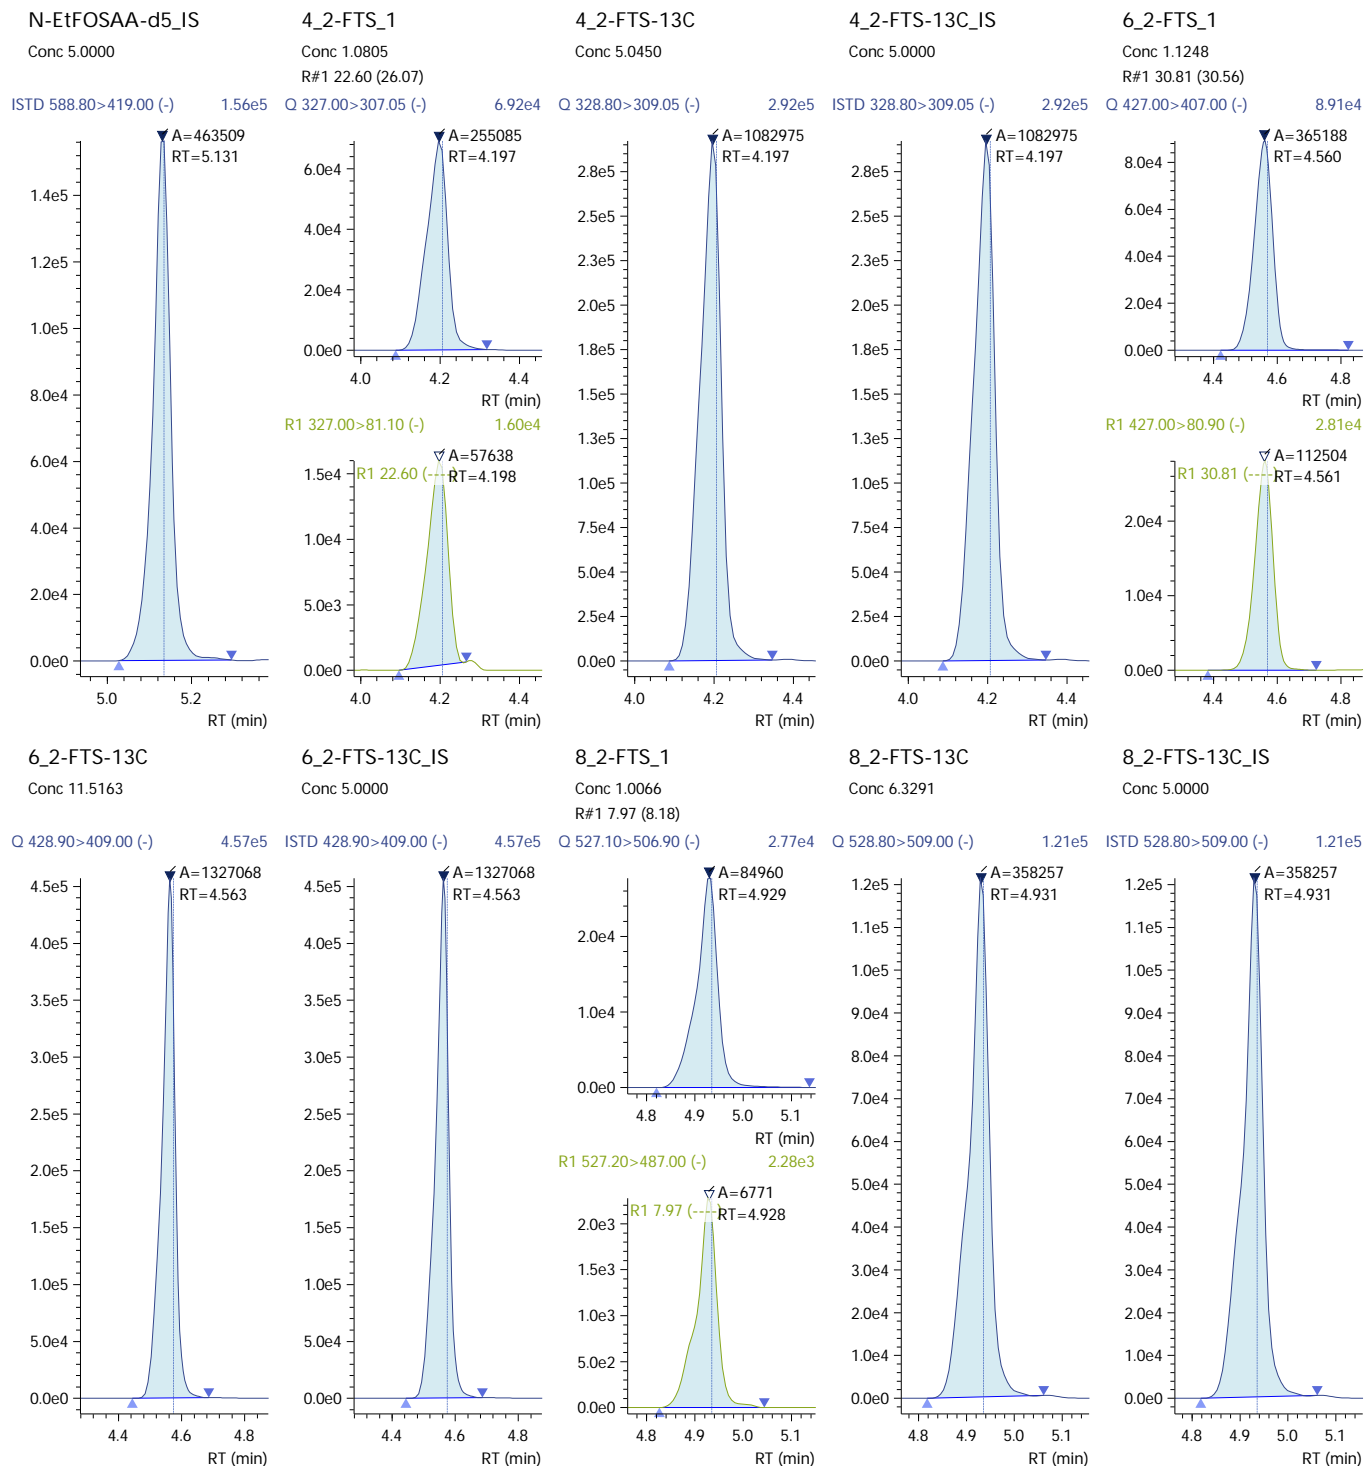 N-EtFOSAA-d5_IS
Conc 5.0000
ISTD 588.80>419.00 (-) 1.56e5
A=463509
RT=5.131
1.4e5
1.2e5
1.0e5
8.0e4
6.0e4
4.0e4
2.0e4
0.0e0
5.0 5.2
RT (min)
4_2-FTS_1
Conc 1.0805
R#1 22.60 (26.07)
Q 327.00>307.05 (-) 6.92e4
A=255085
RT=4.197
6.0e4
4.0e4
2.0e4
0.0e0
4.0 4.2 4.4
RT (min)
R1 327.00>81.10 (-) 1.60e4
A=57638
R1 22.60 (----)
RT=4.198
1.5e4
1.0e4
5.0e3
0.0e0
4.0 4.2 4.4
RT (min)
4_2-FTS-13C
Conc 5.0450
Q 328.80>309.05 (-) 2.92e5
A=1082975
RT=4.197
2.8e5
2.5e5
2.3e5
2.0e5
1.8e5
1.5e5
1.3e5
1.0e5
7.5e4
5.0e4
2.5e4
0.0e0
4.0 4.2 4.4
RT (min)
4_2-FTS-13C_IS
Conc 5.0000
ISTD 328.80>309.05 (-) 2.92e5
A=1082975
RT=4.197
2.8e5
2.5e5
2.3e5
2.0e5
1.8e5
1.5e5
1.3e5
1.0e5
7.5e4
5.0e4
2.5e4
0.0e0
4.0 4.2 4.4
RT (min)
6_2-FTS_1
Conc 1.1248
R#1 30.81 (30.56)
Q 427.00>407.00 (-) 8.91e4
A=365188
RT=4.560
8.0e4
6.0e4
4.0e4
2.0e4
0.0e0
4.4 4.6 4.8
RT (min)
R1 427.00>80.90 (-) 2.81e4
A=112504
R1 30.81 (----)
RT=4.561
2.0e4
1.0e4
0.0e0
4.4 4.6 4.8
RT (min)
6_2-FTS-13C
Conc 11.5163
Q 428.90>409.00 (-) 4.57e5
A=1327068
RT=4.563
4.5e5
4.0e5
3.5e5
3.0e5
2.5e5
2.0e5
1.5e5
1.0e5
5.0e4
0.0e0
4.4 4.6 4.8
RT (min)
6_2-FTS-13C_IS
Conc 5.0000
ISTD 428.90>409.00 (-) 4.57e5
A=1327068
RT=4.563
4.5e5
4.0e5
3.5e5
3.0e5
2.5e5
2.0e5
1.5e5
1.0e5
5.0e4
0.0e0
4.4 4.6 4.8
RT (min)
8_2-FTS_1
Conc 1.0066
R#1 7.97 (8.18)
Q 527.10>506.90 (-) 2.77e4
A=84960
RT=4.929
2.0e4
1.0e4
0.0e0
4.8 4.9 5.0 5.1
RT (min)
R1 527.20>487.00 (-) 2.28e3
A=6771
R1 7.97 (----)
RT=4.928
2.0e3
1.5e3
1.0e3
5.0e2
0.0e0
4.8 4.9 5.0 5.1
RT (min)
8_2-FTS-13C
Conc 6.3291
Q 528.80>509.00 (-) 1.21e5
A=358257
RT=4.931
1.2e5
1.1e5
1.0e5
9.0e4
8.0e4
7.0e4
6.0e4
5.0e4
4.0e4
3.0e4
2.0e4
1.0e4
0.0e0
4.8 4.9 5.0 5.1
RT (min)
8_2-FTS-13C_IS
Conc 5.0000
ISTD 528.80>509.00 (-) 1.21e5
A=358257
RT=4.931
1.2e5
1.1e5
1.0e5
9.0e4
8.0e4
7.0e4
6.0e4
5.0e4
4.0e4
3.0e4
2.0e4
1.0e4
0.0e0
4.8 4.9 5.0 5.1
RT (min)